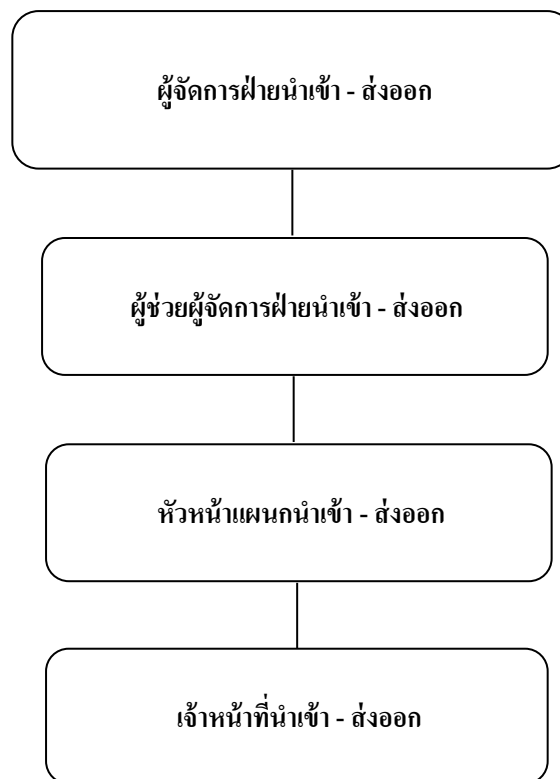 ผู้จัดการฝ่ายนำเข้า - ส่งออก
ผู้ช่วยผู้จัดการฝ่ายนำเข้า - ส่งออก
หัวหน้าแผนกนำเข้า - ส่งออก
เจ้าหน้าที่นำเข้า - ส่งออก